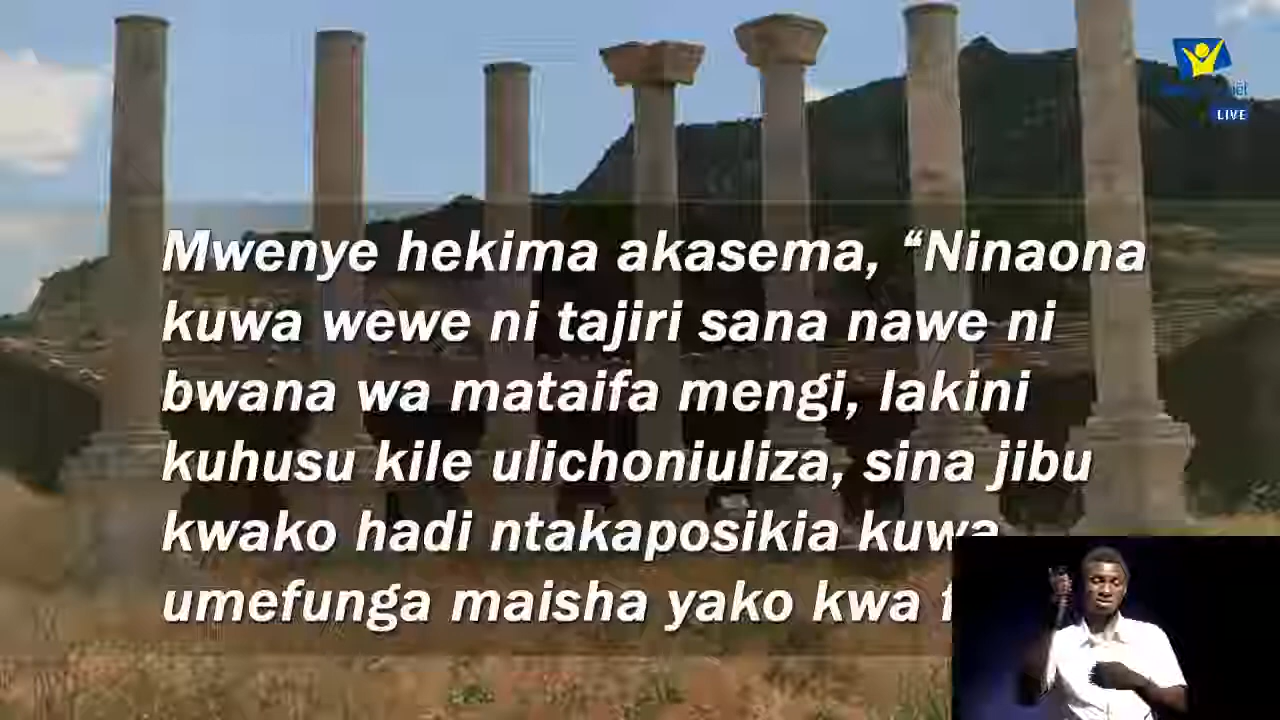 LIVE
Mwenye hekima akasema, “Ninaona
kuwa wewe ni tajiri sana nawe ni
bwana wa mataifa mengi, lakini
kuhusu kile ulichoniuliza, sina jibu
kwako hadi ntakaposikia kuwa
umefunga maisha yako kwa